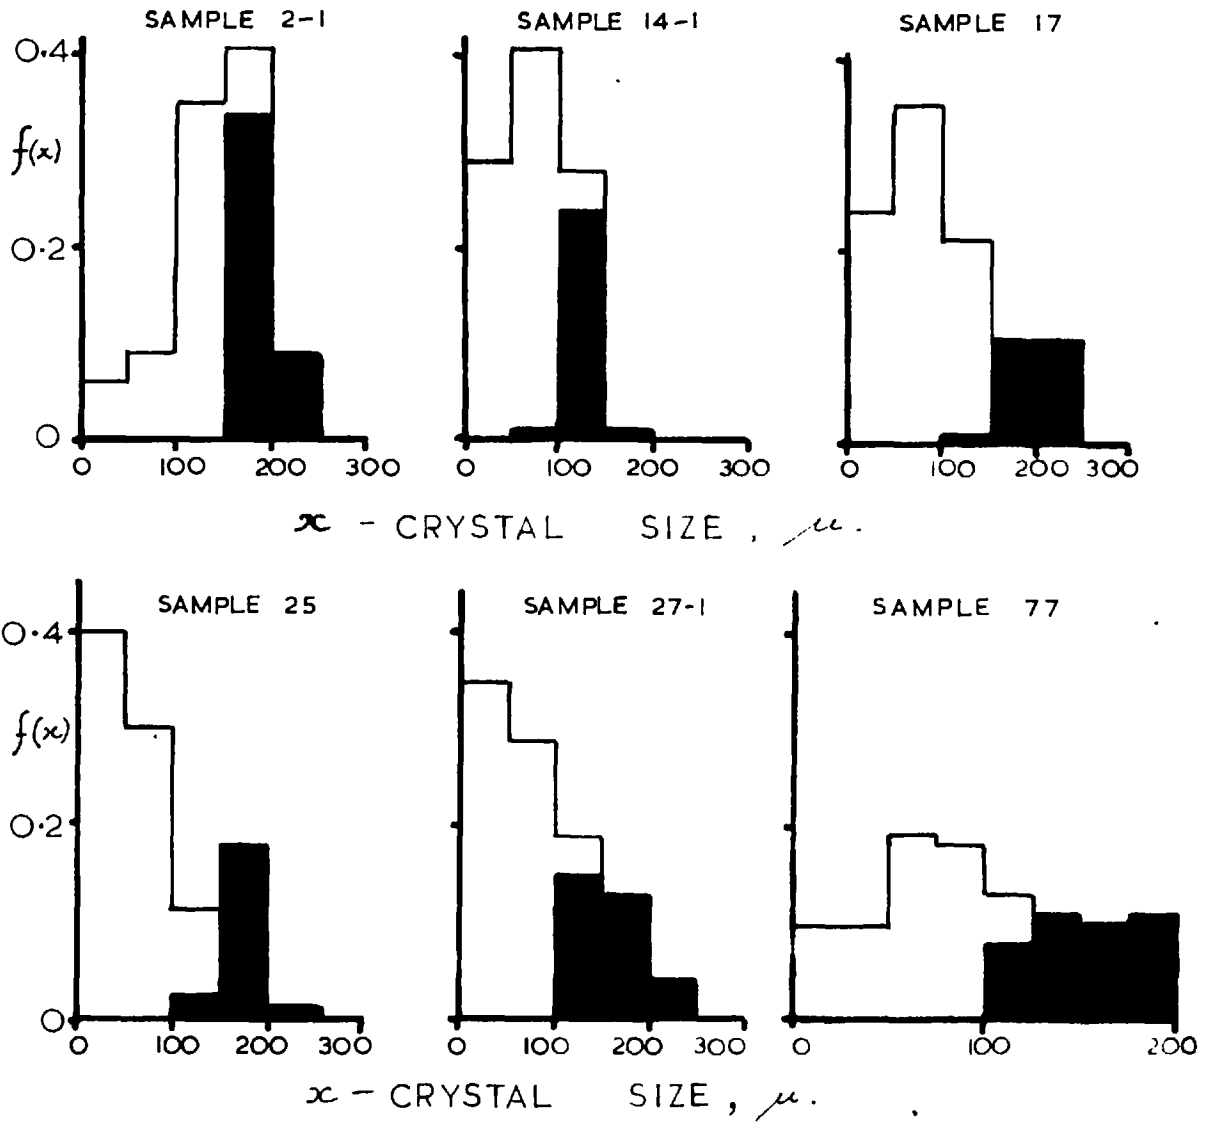 SAMPLE 2-1 SAMPLE 14-1 SAMPLE 17
0.4
f(x)
0.2
0
0 100 200 300 0 100 200 300 0 100 200 300
x - CRYSTAL SIZE, μ.
SAMPLE 25 SAMPLE 27-1 SAMPLE 77
0.4
f(x)
0.2
0
0 100 200 300 0 100 200 300 0 100 200
x - CRYSTAL SIZE, μ.